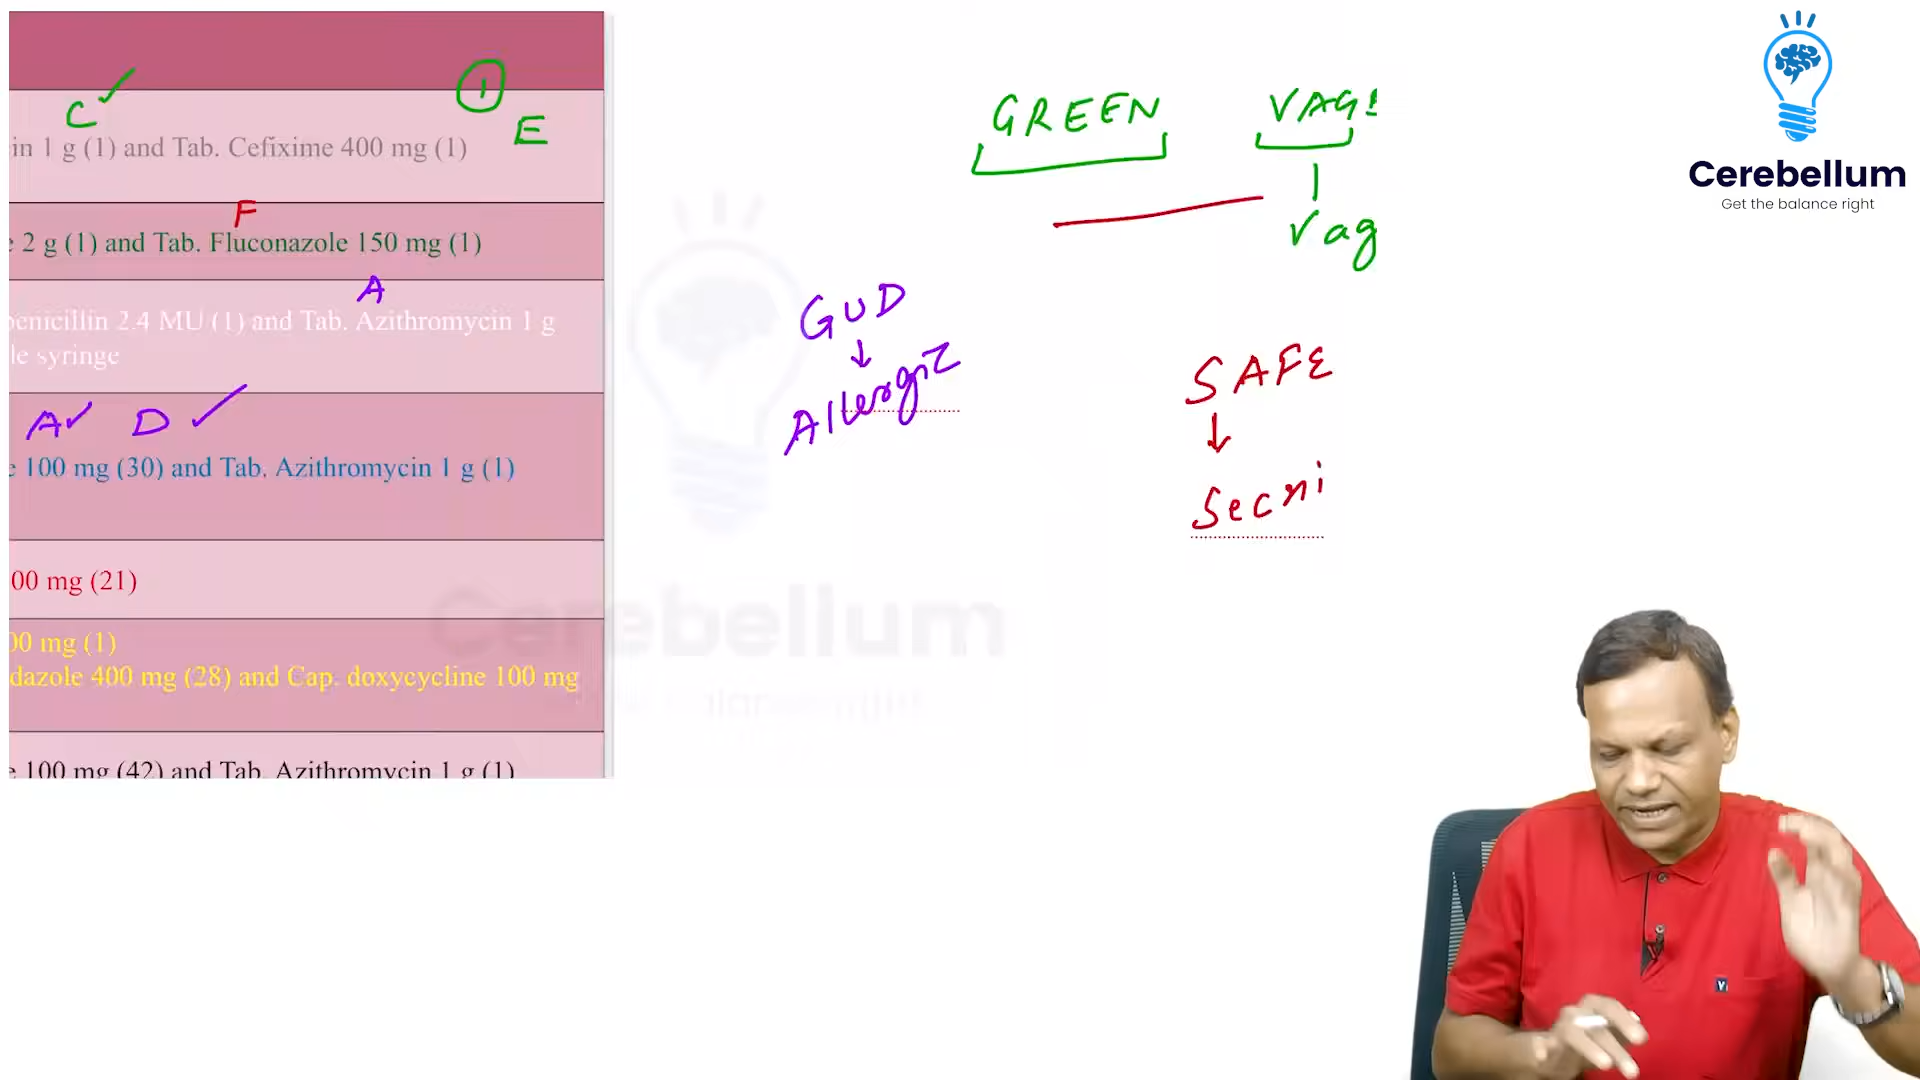 C ✓
1
E
in 1 g (1) and Tab. Cefixime 400 mg (1)
F
e 2 g (1) and Tab. Fluconazole 150 mg (1)
A
penicillin 2.4 MU (1) and Tab. Azithromycin 1 g
le syringe
A✓ D ✓
e 100 mg (30) and Tab. Azithromycin 1 g (1)
00 mg (21)
00 mg (1)
dazole 400 mg (28) and Cap. doxycycline 100 mg
e 100 mg (42) and Tab. Azithromycin 1 g (1)
GREEN VAG!
Vag
GUD
Allergic
SAFE
Secni
Cerebellum
Get the balance right
Cerebellum